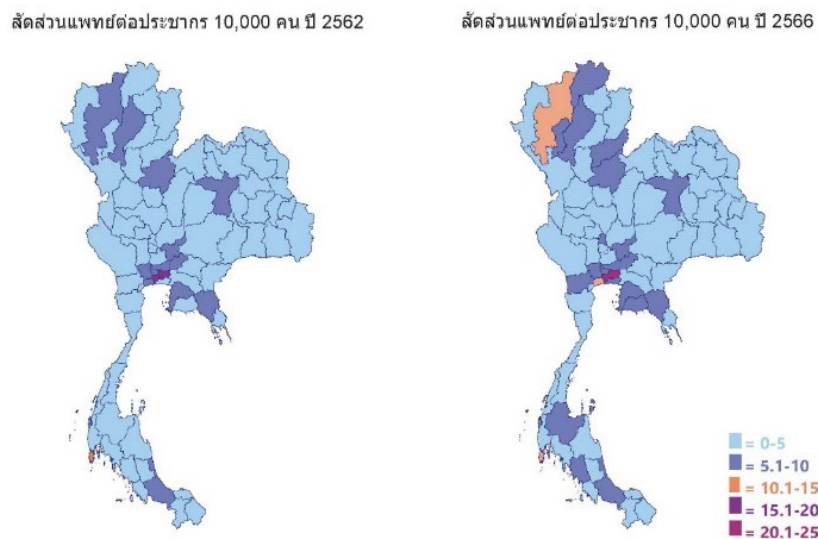 สัดส่วนแพทย์ต่อประชากร 10,000 คน ปี 2562
สัดส่วนแพทย์ต่อประชากร 10,000 คน ปี 2566
= 0-5
= 5.1-10
= 10.1-15
= 15.1-20
= 20.1-25